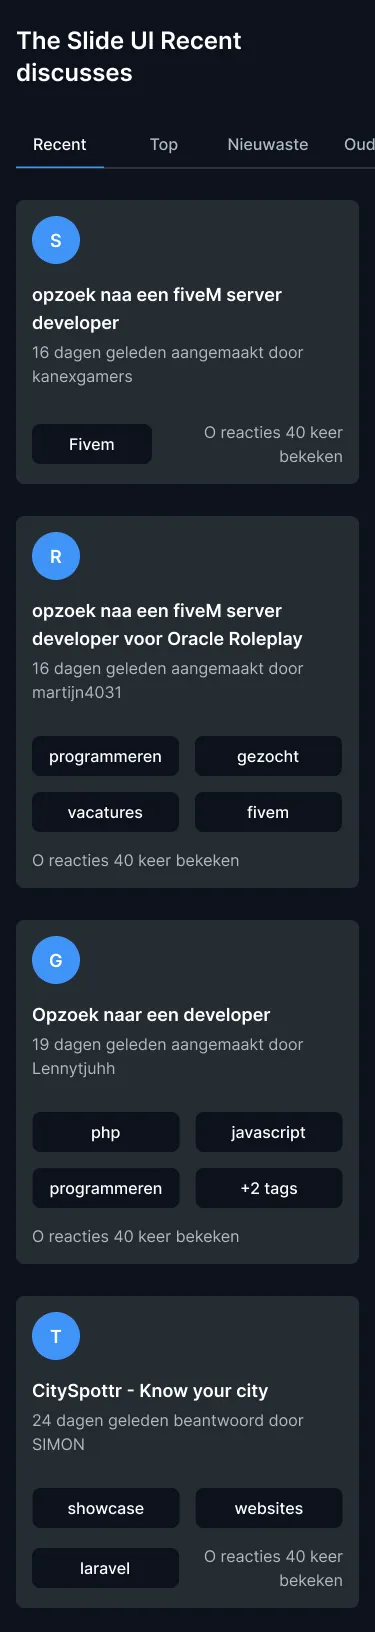 The Slide UI Recent
discusses
Recent Top Nieuwaste Oud
S
opzoek naa een fiveM server
developer
16 dagen geleden aangemaakt door
kanexgamers
Fivem
O reacties 40 keer
bekeken
R
opzoek naa een fiveM server
developer voor Oracle Roleplay
16 dagen geleden aangemaakt door
martijn4031
programmeren gezocht
vacatures fivem
O reacties 40 keer bekeken
G
Opzoek naar een developer
19 dagen geleden aangemaakt door
Lennytjuhh
php javascript
programmeren +2 tags
O reacties 40 keer bekeken
T
CitySpottr - Know your city
24 dagen geleden beantwoord door
SIMON
showcase websites
laravel
O reacties 40 keer
bekeken